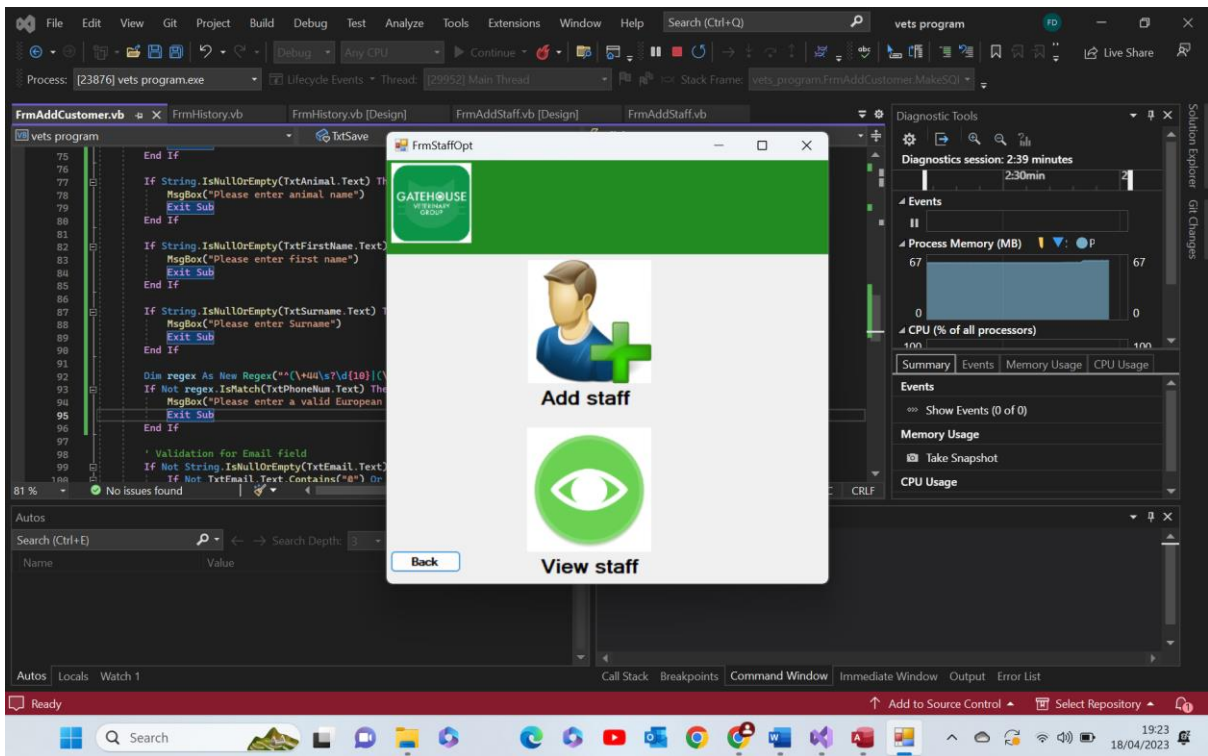 File Edit View Git Project Build Debug Test Analyze Tools Extensions Window Help Search (Ctrl+Q) vets program FD
Debug Any CPU Continue Live Share
Process: [23876] vets program.exe Lifecycle Events Thread: [29952] Main Thread Stack Frame: vets_program.FrmAddCustomer.MakeSQl
FrmAddCustomer.vb FrmHistory.vb FrmHistory.vb [Design] FrmAddStaff.vb [Design] FrmAddStaff.vb
vets program TxtSave
75 End If
76
77 If String.IsNullOrEmpty(TxtAnimal.Text) Th
78 MsgBox("Please enter animal name")
79 Exit Sub
80 End If
81
82 If String.IsNullOrEmpty(TxtFirstName.Text)
83 MsgBox("Please enter first name")
84 Exit Sub
85 End If
86
87 If String.IsNullOrEmpty(TxtSurname.Text) T
88 MsgBox("Please enter Surname")
89 Exit Sub
90 End If
91
92 Dim regex As New Regex("^(\+44\s?\d{10}|(\
93 If Not regex.IsMatch(TxtPhoneNum.Text) The
94 MsgBox("Please enter a valid European
95 Exit Sub
96 End If
97
98 ' Validation for Email field
99 If Not String.IsNullOrEmpty(TxtEmail.Text)
100 If Not TxtEmail.Text.Contains("@") Or
81 % No issues found CRLF
FrmStaffOpt
GATEHOUSE
VETERINARY
GROUP
Add staff
View staff
Back
Diagnostic Tools
Diagnostics session: 2:39 minutes
2:30min 2
Events
Process Memory (MB) P
67 67
0 0
CPU (% of all processors)
100 100
Summary Events Memory Usage CPU Usage
Events
Show Events (0 of 0)
Memory Usage
Take Snapshot
CPU Usage
Solution Explorer
Git Changes
Autos
Search (Ctrl+E) Search Depth: 3
Name Value
Autos Locals Watch 1
Call Stack Breakpoints Command Window Immediate Window Output Error List
Ready Add to Source Control Select Repository
Search
19:23
18/04/2023